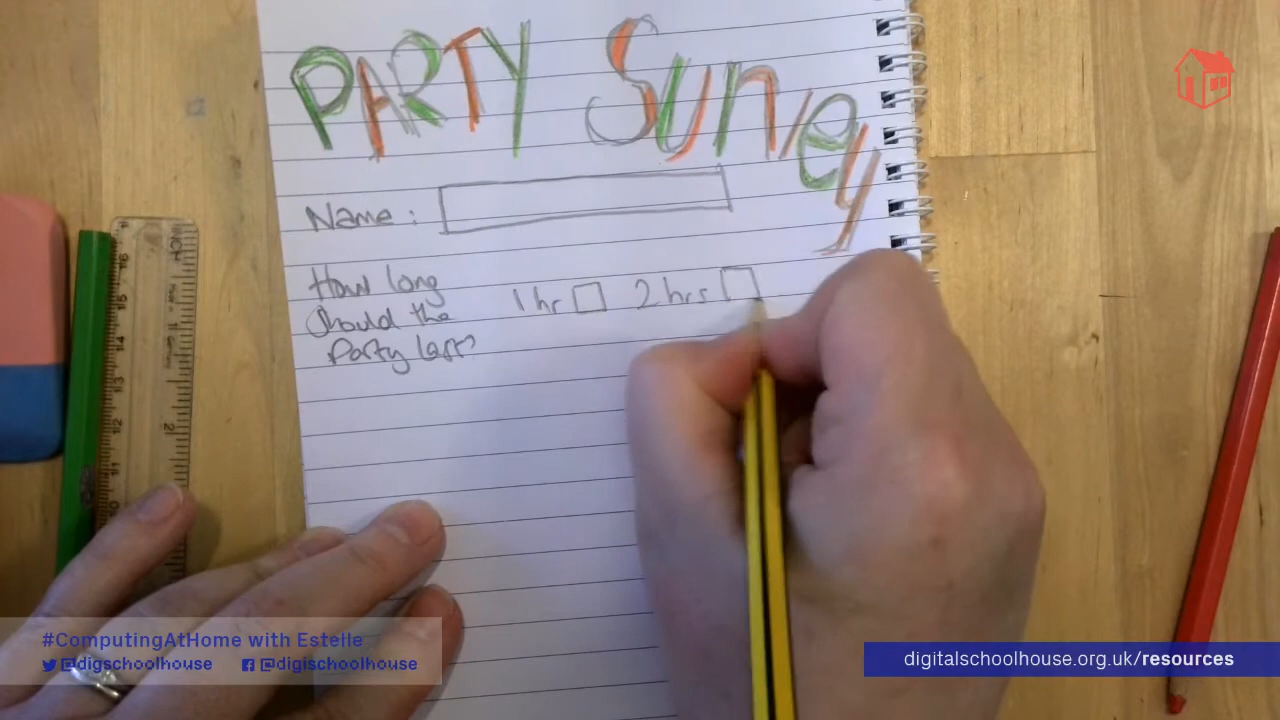 PARTY Survey
Name:
How long
should the
Party last?
1 hr
2 hrs
#ComputingAtHome with Estelle
@digschoolhouse @digischoolhouse
digitalschoolhouse.org.uk/resources